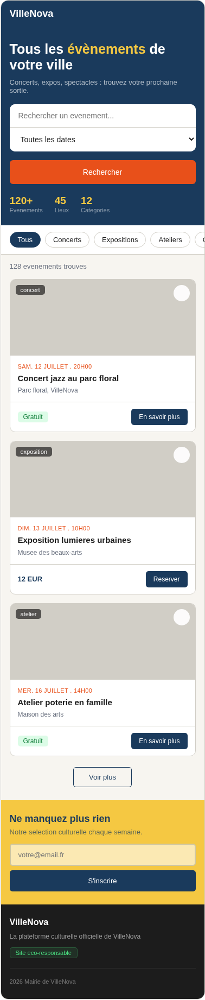 VilleNova
Tous les évènements de
votre ville
Concerts, expos, spectacles : trouvez votre prochaine
sortie.
Rechercher un evenement...
Toutes les dates
Rechercher
120+ 45 12
Evenements Lieux Categories
Tous Concerts Expositions Ateliers
128 evenements trouves
concert
SAM. 12 JUILLET . 20H00
Concert jazz au parc floral
Parc floral, VilleNova
Gratuit En savoir plus
exposition
DIM. 13 JUILLET . 10H00
Exposition lumieres urbaines
Musee des beaux-arts
12 EUR Reserver
atelier
MER. 16 JUILLET . 14H00
Atelier poterie en famille
Maison des arts
Gratuit En savoir plus
Voir plus
Ne manquez plus rien
Notre selection culturelle chaque semaine.
votre@email.fr
S'inscrire
VilleNova
La plateforme culturelle officielle de VilleNova
Site eco-responsable
2026 Mairie de VilleNova